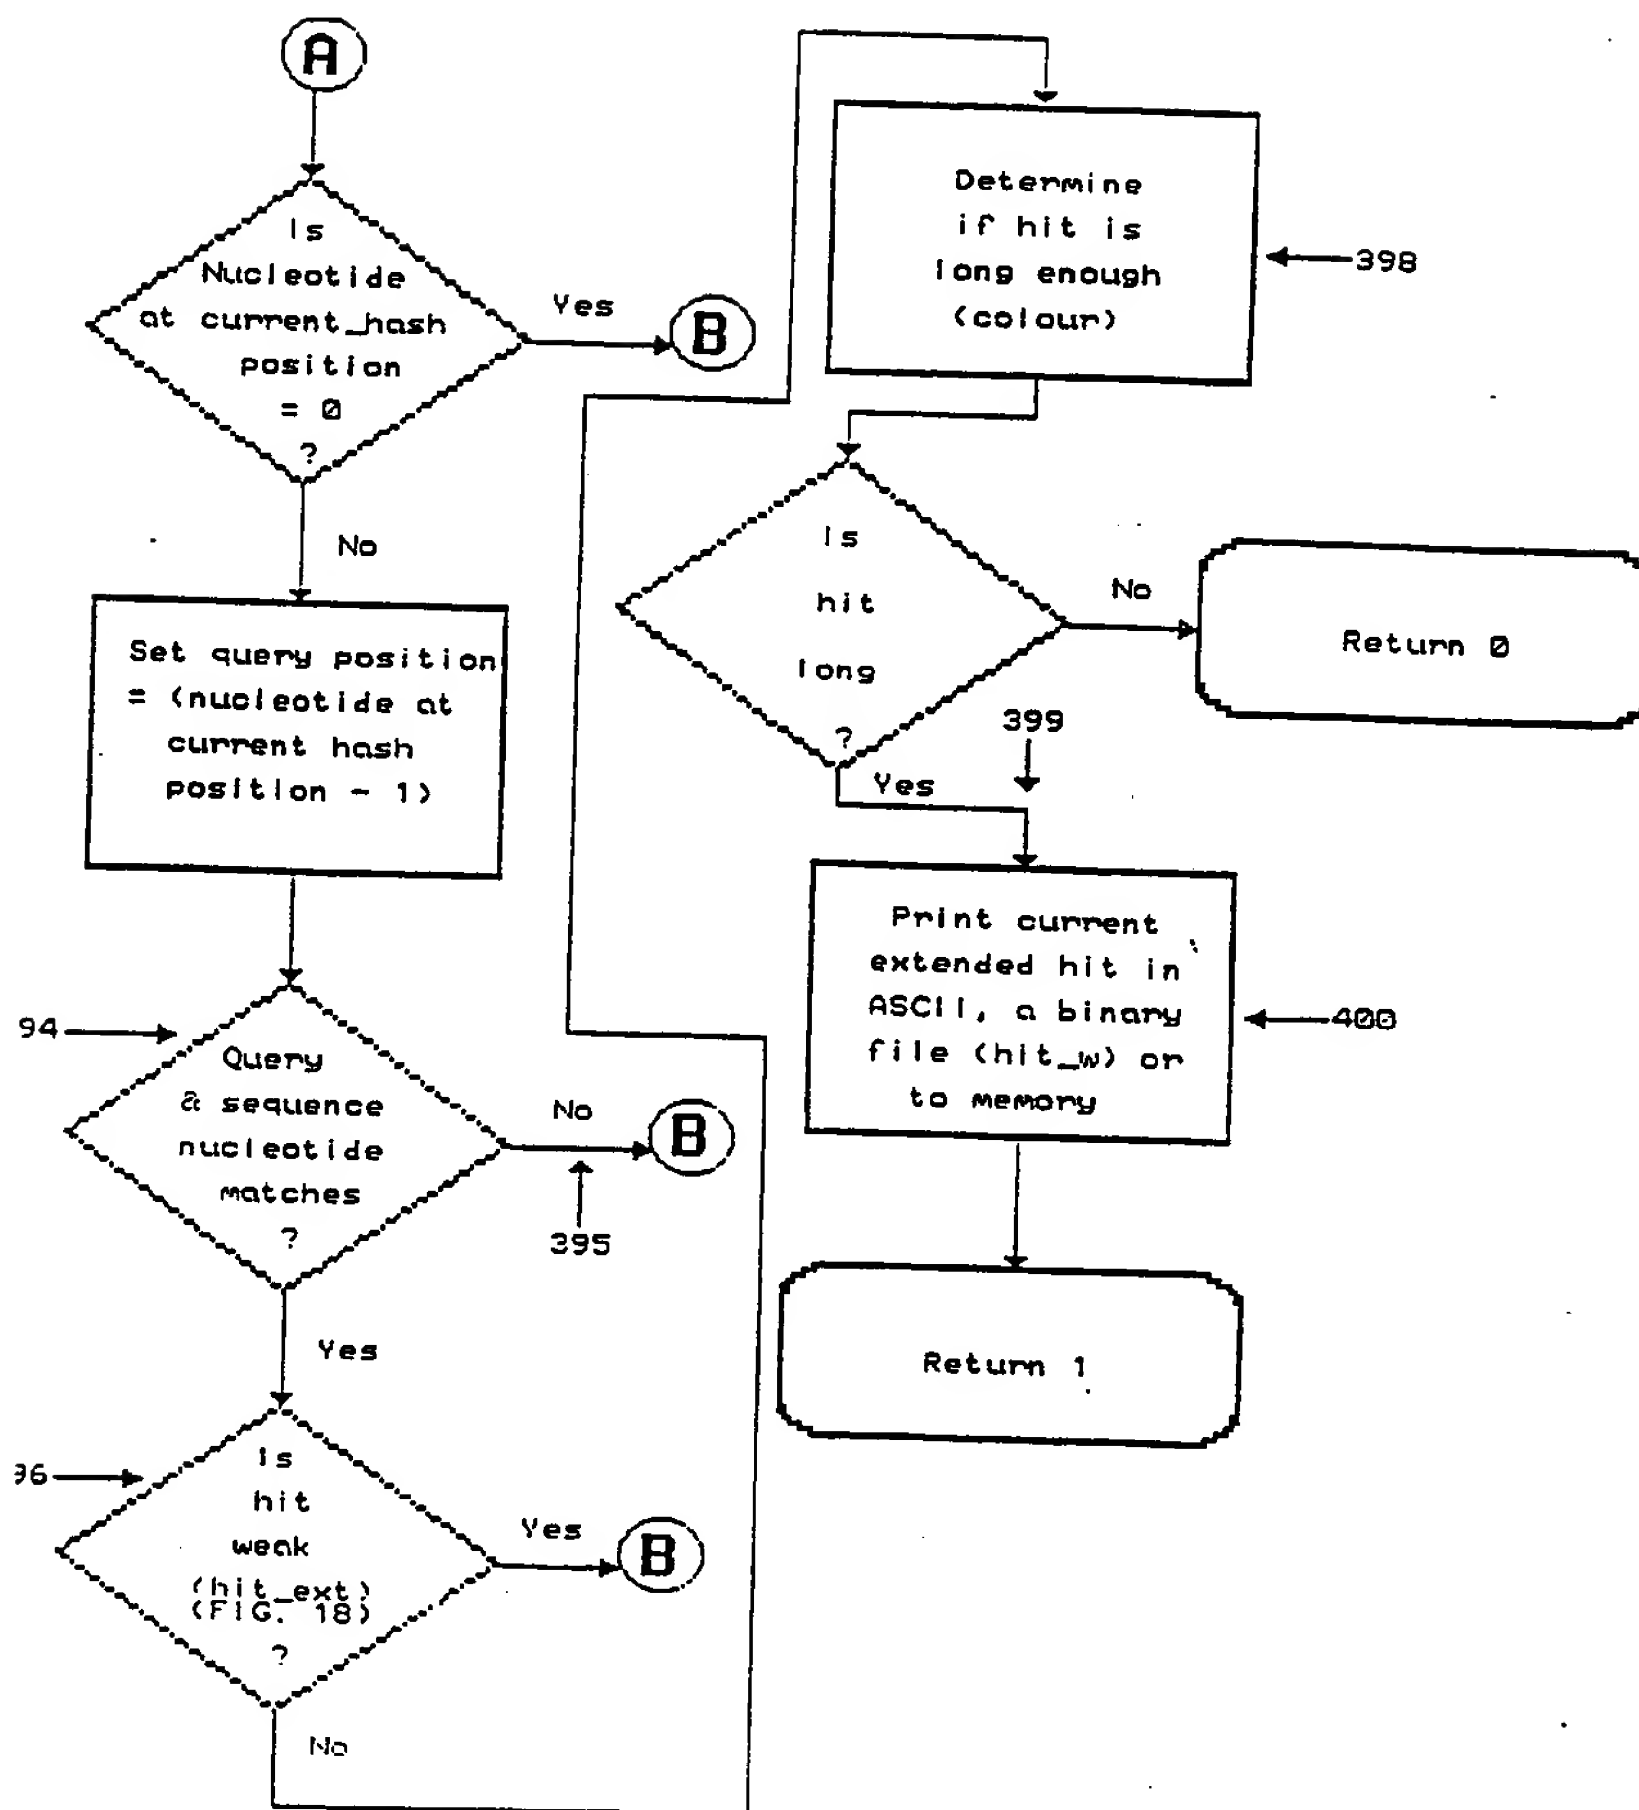 A
Is
Nucleotide
at current_hash
position
= 0
?
Yes
B
No
Set query position
= (nucleotide at
current hash
position - 1)
94
Query
& sequence
nucleotide
matches
?
No
B
395
Yes
96
Is
hit
weak
(hit_ext)
(FIG. 18)
?
Yes
B
No
Determine
if hit is
long enough
(colour)
398
Is
hit
long
?
No
Return 0
399
Yes
Print current
extended hit in
ASCII, a binary
file (hit_w) or
to memory
400
Return 1